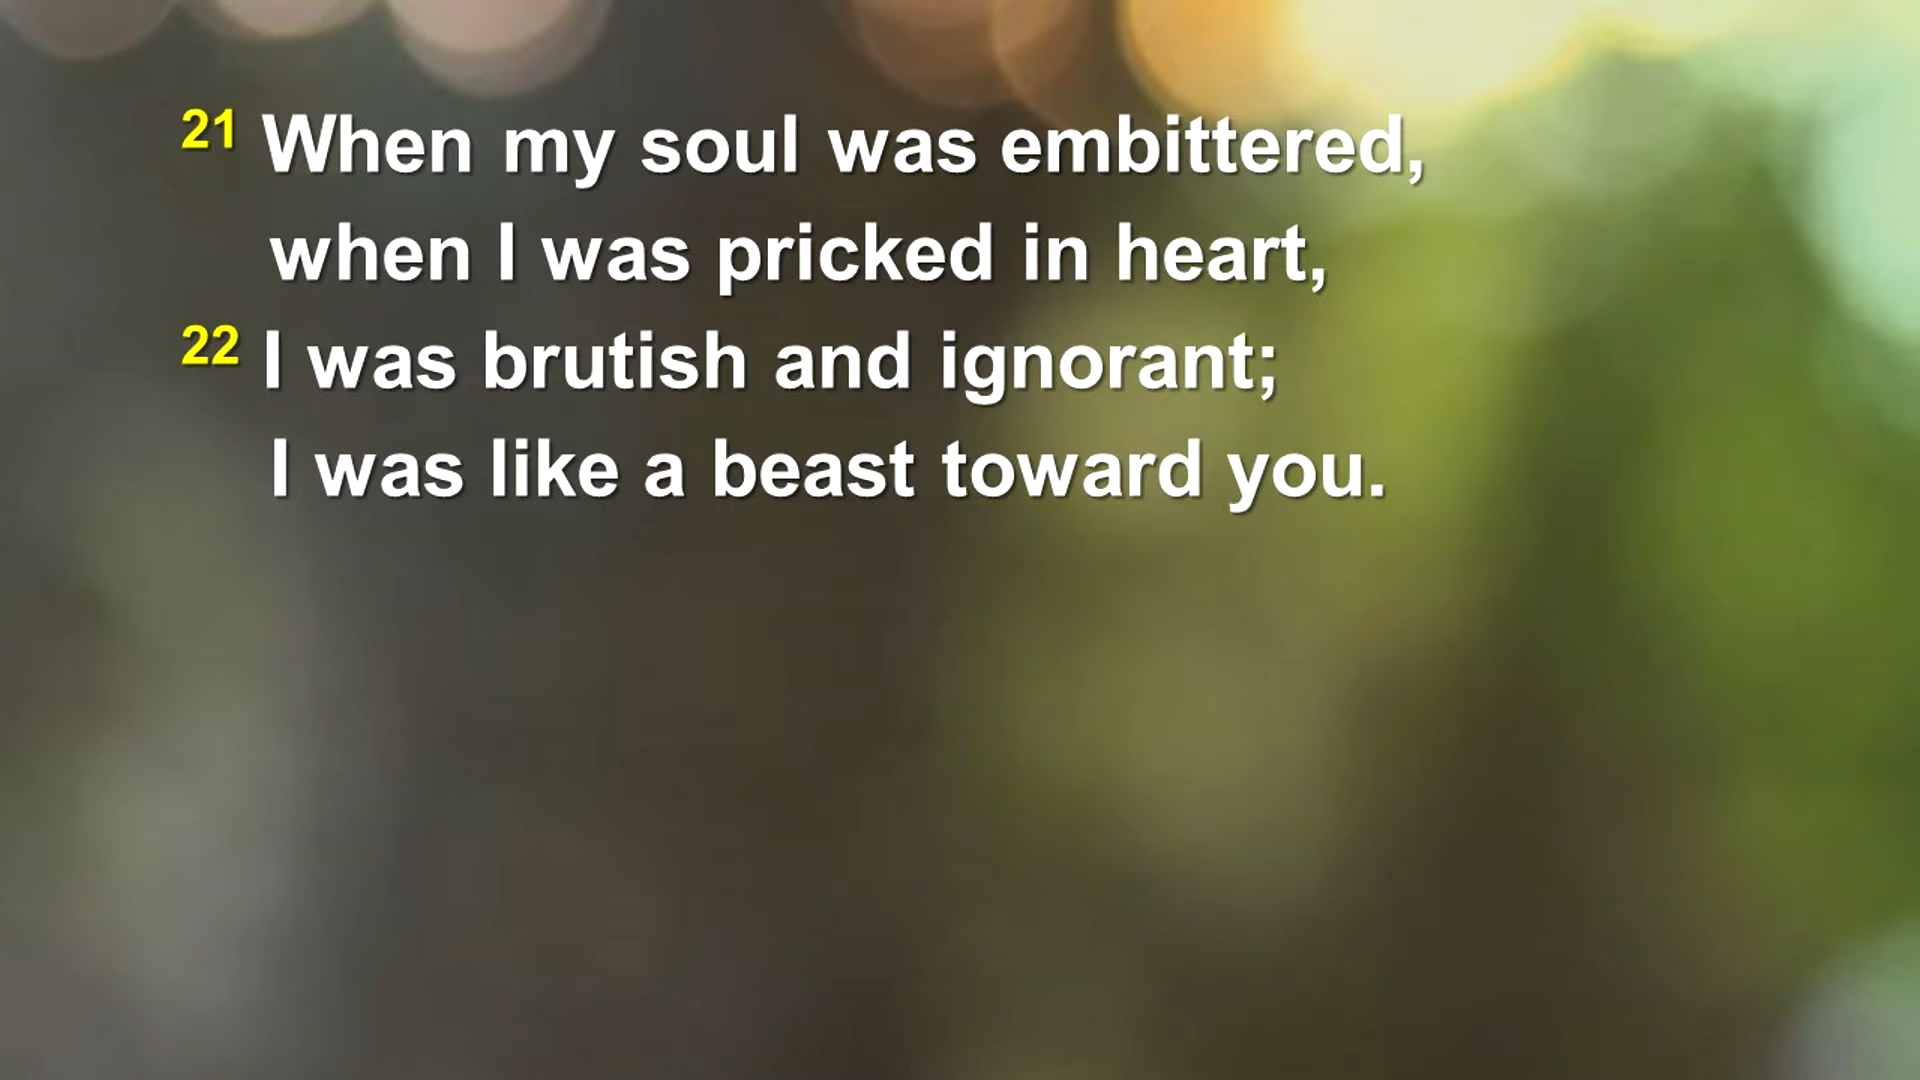 21 When my soul was embittered,
when I was pricked in heart,
22 I was brutish and ignorant;
I was like a beast toward you.